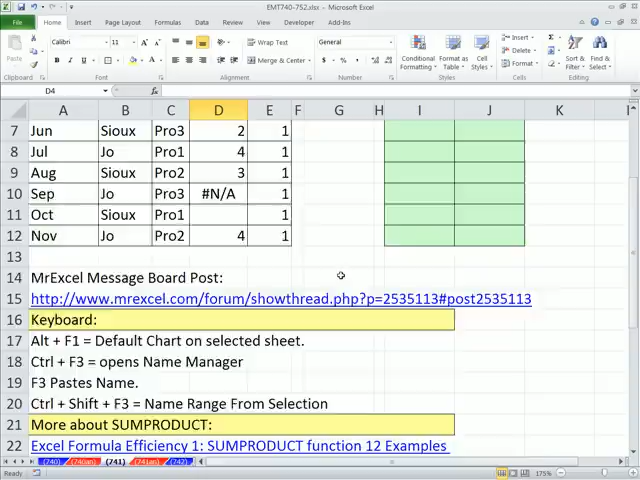 EMT740-752.xlsx - Microsoft Excel
File Home Insert Page Layout Formulas Data Review View Developer Add-Ins
Calibri 11 Wrap Text General Insert
Paste Merge & Center Conditional Formatting Format as Table Cell Styles Delete Format Sort & Filter Find & Select
Clipboard Font Alignment Number Styles Cells Editing
D4 fx
A B C D E F G H I J K
7 Jun Sioux Pro3 2 1
8 Jul Jo Pro1 4 1
9 Aug Sioux Pro2 3 1
10 Sep Jo Pro3 #N/A 1
11 Oct Sioux Pro1 1
12 Nov Jo Pro2 4 1
13
14 MrExcel Message Board Post:
15 http://www.mrexcel.com/forum/showthread.php?p=2535113#post2535113
16 Keyboard:
17 Alt + F1 = Default Chart on selected sheet.
18 Ctrl + F3 = opens Name Manager
19 F3 Pastes Name.
20 Ctrl + Shift + F3 = Name Range From Selection
21 More about SUMPRODUCT:
22 Excel Formula Efficiency 1: SUMPRODUCT function 12 Examples
(740) (740an) (741) (741an) (742)
Ready 175%